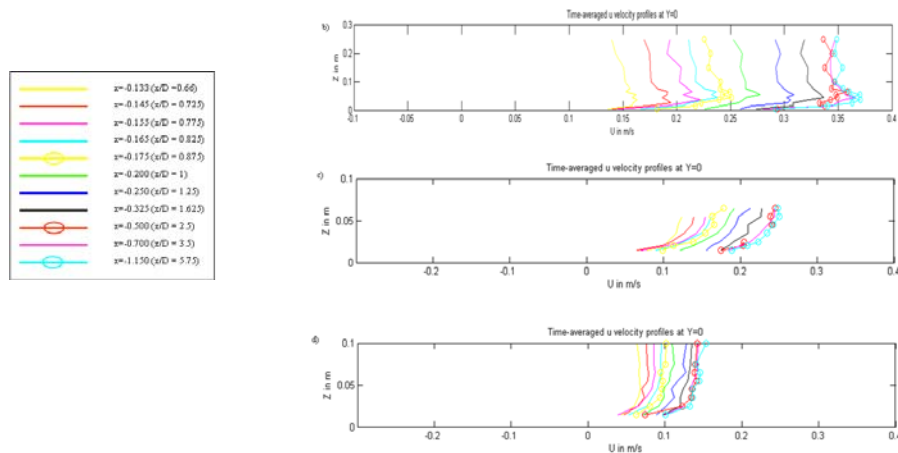 x=-0.133 (x/D =0.66)
x=-0.145 (x/D = 0.725)
x=-0.155 (x/D = 0.775)
x=-0.165 (x/D = 0.825)
x=-0.175 (x/D = 0.875)
x=-0.200 (x/D = 1)
x=-0.250 (x/D = 1.25)
x=-0.325 (x/D = 1.625)
x=-0.500 (x/D = 2.5)
x=-0.700 (x/D = 3.5)
x=-1.150 (x/D = 5.75)
b)
Time-averaged u velocity profiles at Y=0
Z in m
0.3
0.2
0.1
0
-0.1 -0.05 0 0.05 0.1 0.15 0.2 0.25 0.3 0.35 0.4
U in m/s
c)
Time-averaged u velocity profiles at Y=0
Z in m
0.1
0.05
0
-0.2 -0.1 0 0.1 0.2 0.3 0.4
U in m/s
d)
Time-averaged u velocity profiles at Y=0
Z in m
0.1
0.05
0
-0.2 -0.1 0 0.1 0.2 0.3 0.4
U in m/s